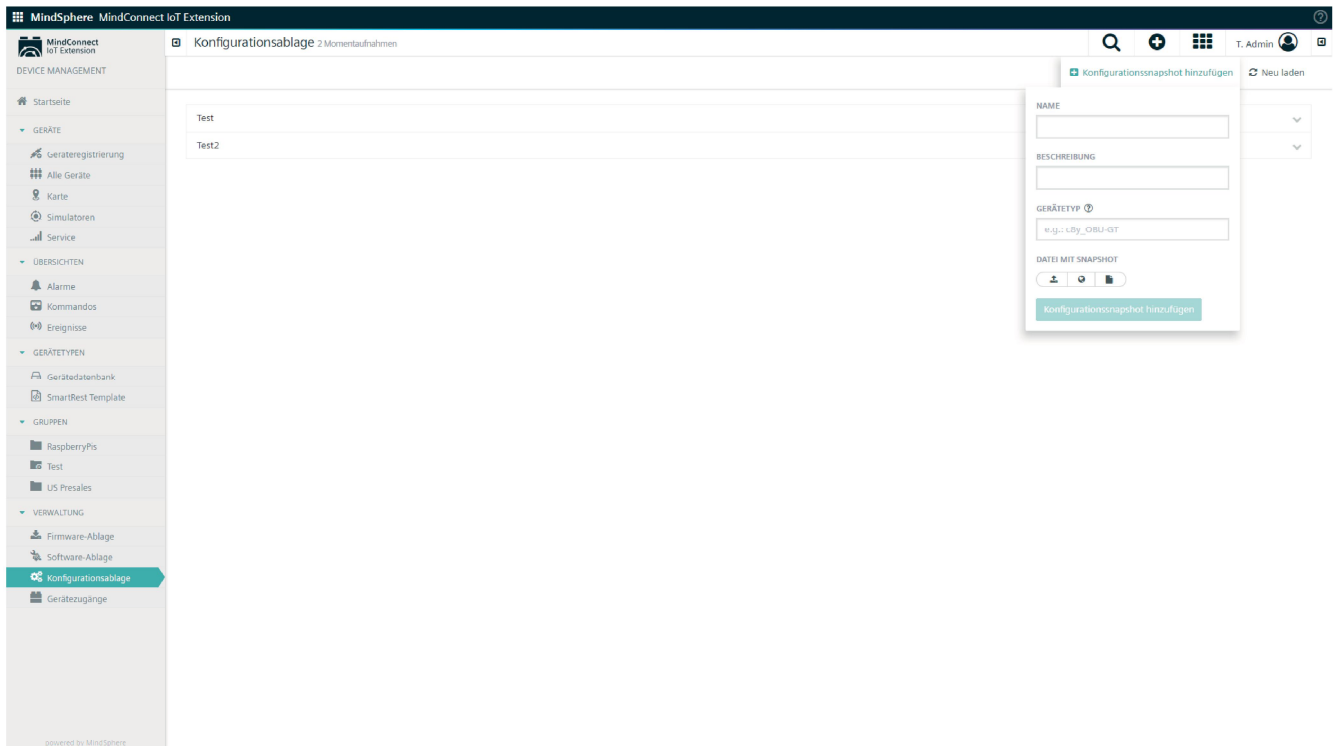 MindSphere MindConnect IoT Extension
MindConnect
IoT Extension
DEVICE MANAGEMENT
Startseite
GERÄTE
Geräteregistrierung
Alle Geräte
Karte
Simulatoren
Service
ÜBERSICHTEN
Alarme
Kommandos
Ereignisse
GERÄTETYPEN
Gerätedatenbank
SmartRest Template
GRUPPEN
RaspberryPis
Test
US Presales
VERWALTUNG
Firmware-Ablage
Software-Ablage
Konfigurationsablage
Gerätezugänge
powered by MindSphere
Konfigurationsablage 2 Momentaufnahmen
T. Admin
Konfigurationssnapshot hinzufügen
Neu laden
Test
Test2
NAME
BESCHREIBUNG
GERÄTETYP
e.g.: c8y_OBU-GT
DATEI MIT SNAPSHOT
Konfigurationssnapshot hinzufügen